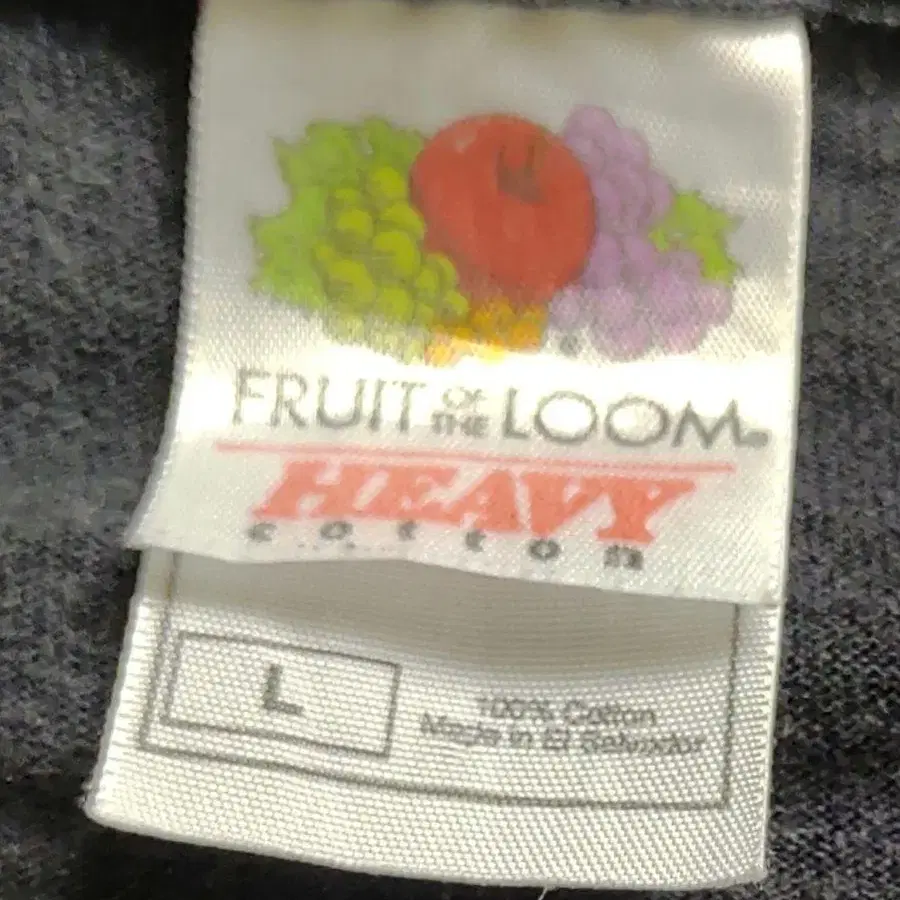 FRUIT OF THE LOOM®
HEAVY
cotton
L
100% Cotton
Made in El Salvador